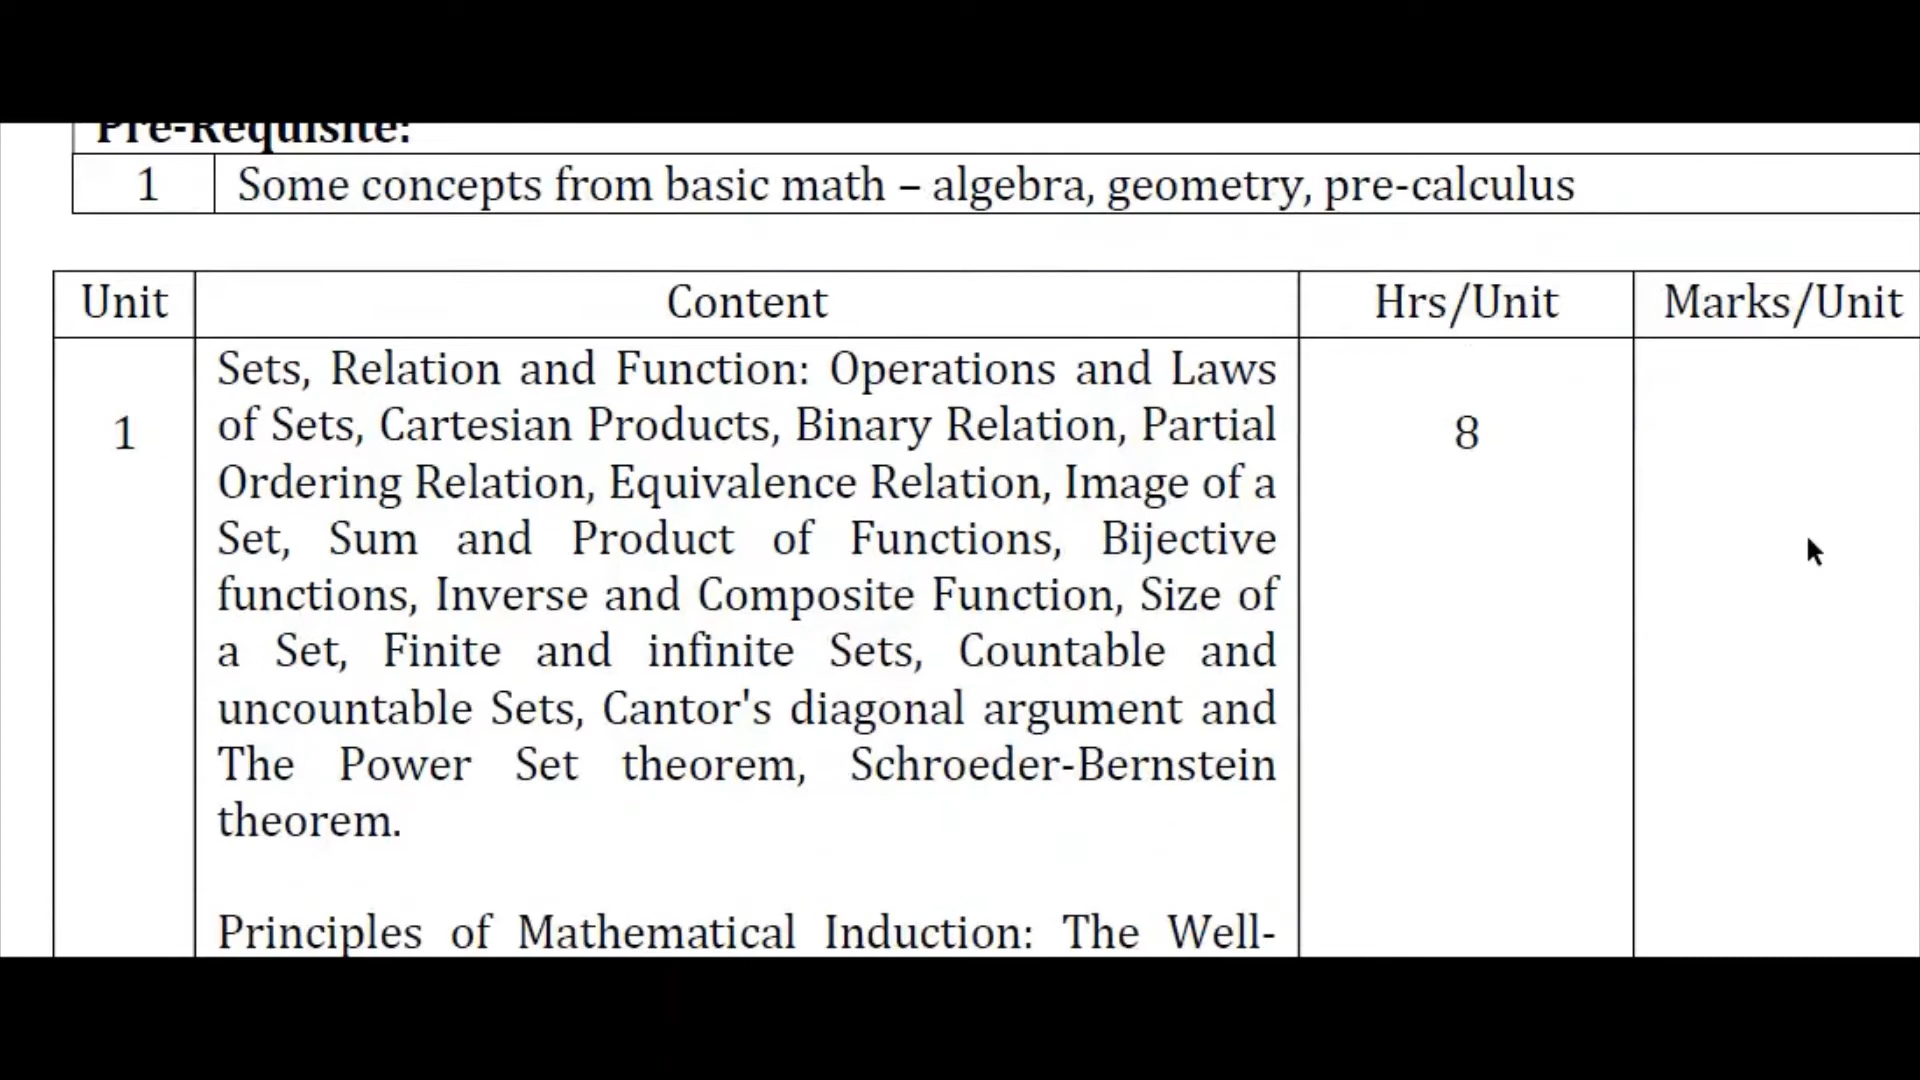 Pre-Requisite:
1 Some concepts from basic math – algebra, geometry, pre-calculus
Unit Content Hrs/Unit Marks/Unit
Sets, Relation and Function: Operations and Laws
of Sets, Cartesian Products, Binary Relation, Partial
1 8
Ordering Relation, Equivalence Relation, Image of a
Set, Sum and Product of Functions, Bijective
functions, Inverse and Composite Function, Size of
a Set, Finite and infinite Sets, Countable and
uncountable Sets, Cantor's diagonal argument and
The Power Set theorem, Schroeder-Bernstein
theorem.
Principles of Mathematical Induction: The Well-